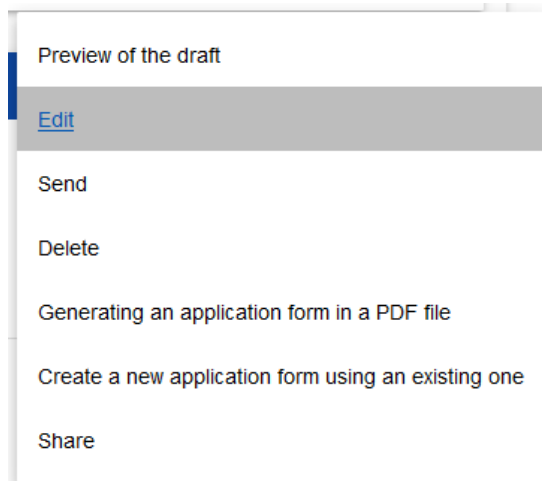 Preview of the draft
Edit
Send
Delete
Generating an application form in a PDF file
Create a new application form using an existing one
Share